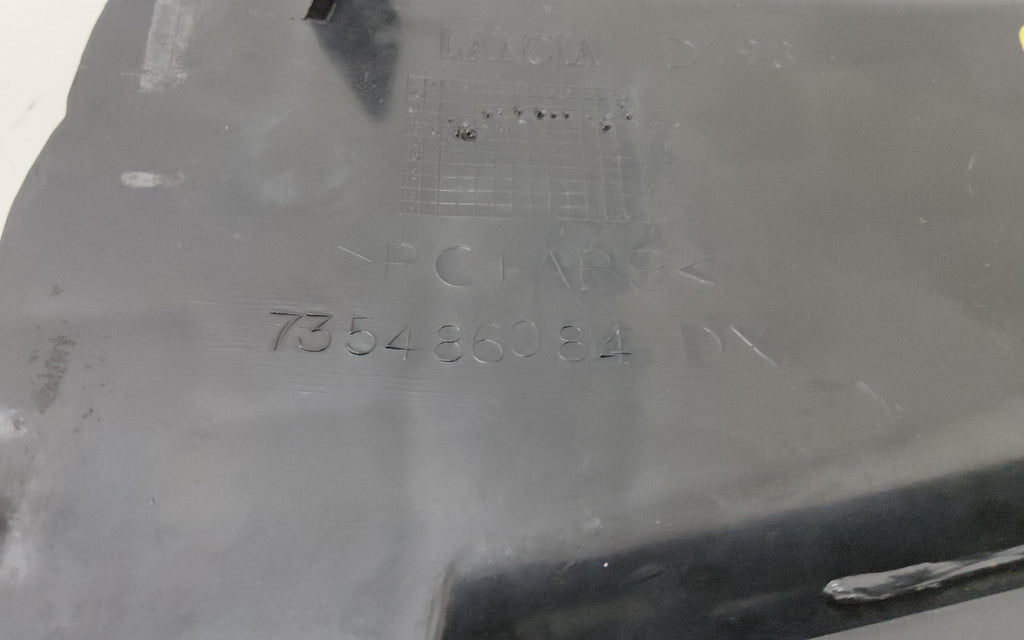 LANCIA D198
>PC+ABS<
735486084 DX